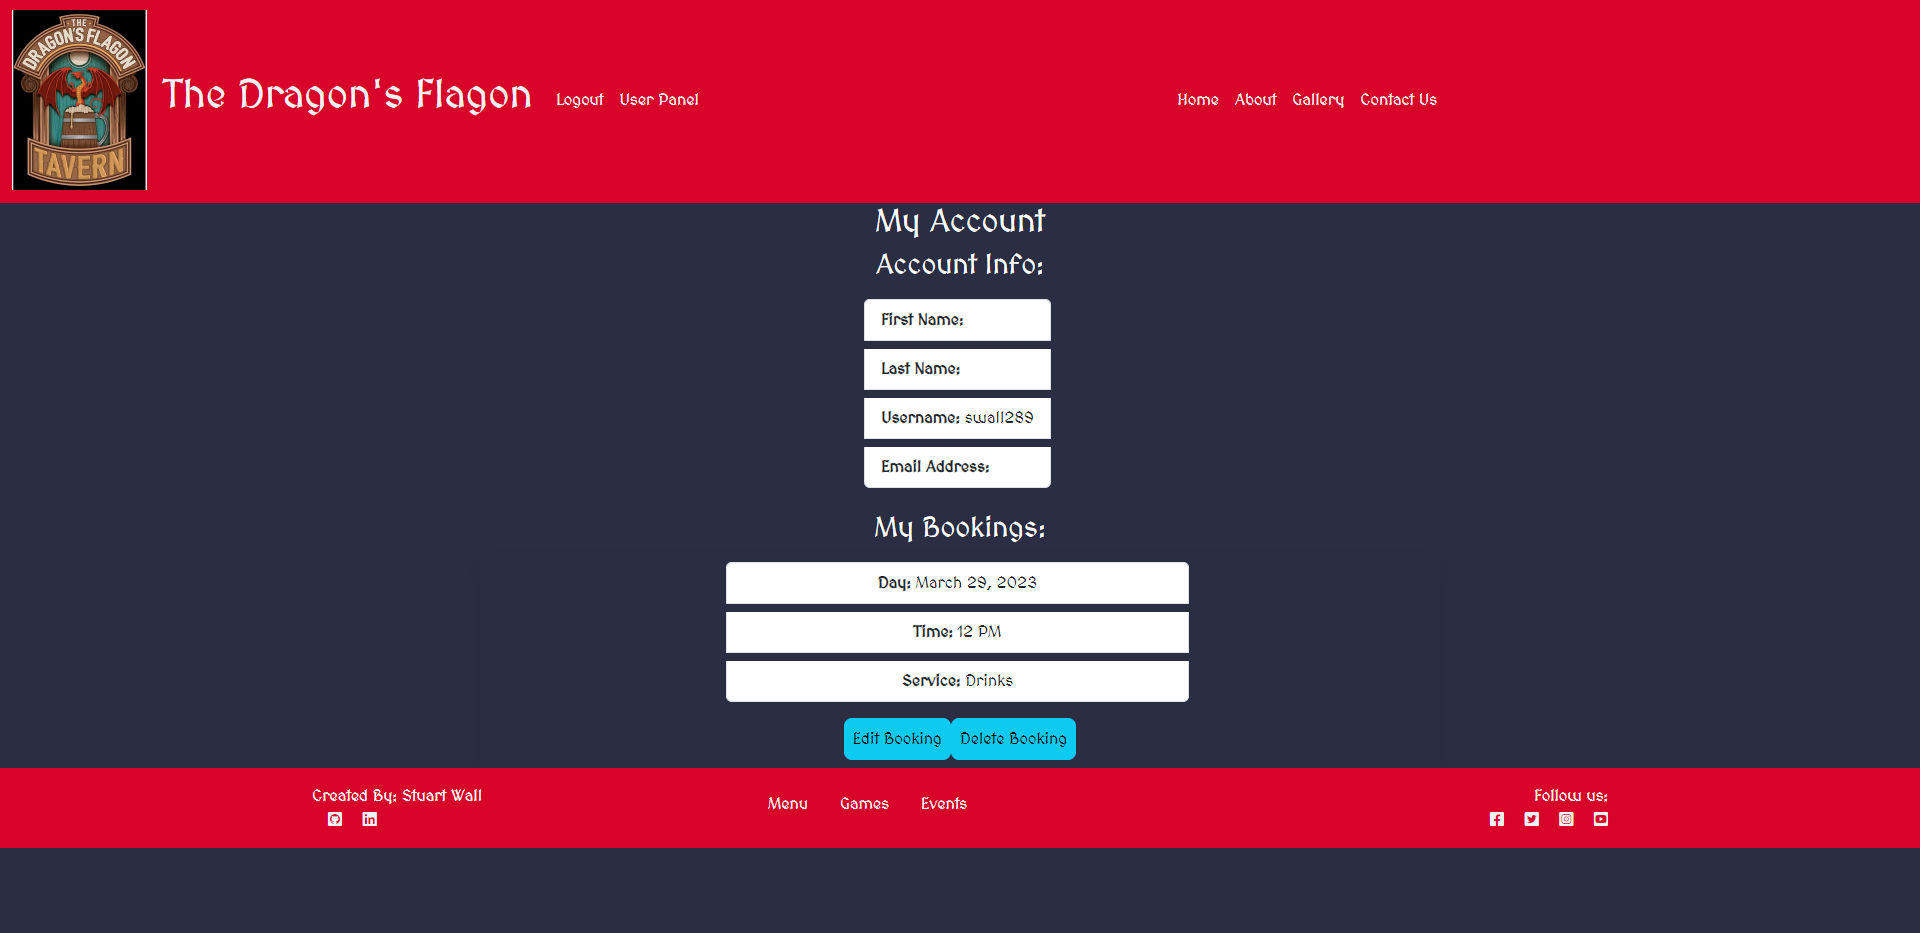 THE
DRAGON'S FLAGON
TAVERN
The Dragon's Flagon
Logout User Panel
Home About Gallery Contact Us
My Account
Account Info:
First Name:
Last Name:
Username: swall289
Email Address:
My Bookings:
Day: March 29, 2023
Time: 12 PM
Service: Drinks
Edit Booking Delete Booking
Created By: Stuart Wall
Menu Games Events
Follow us: